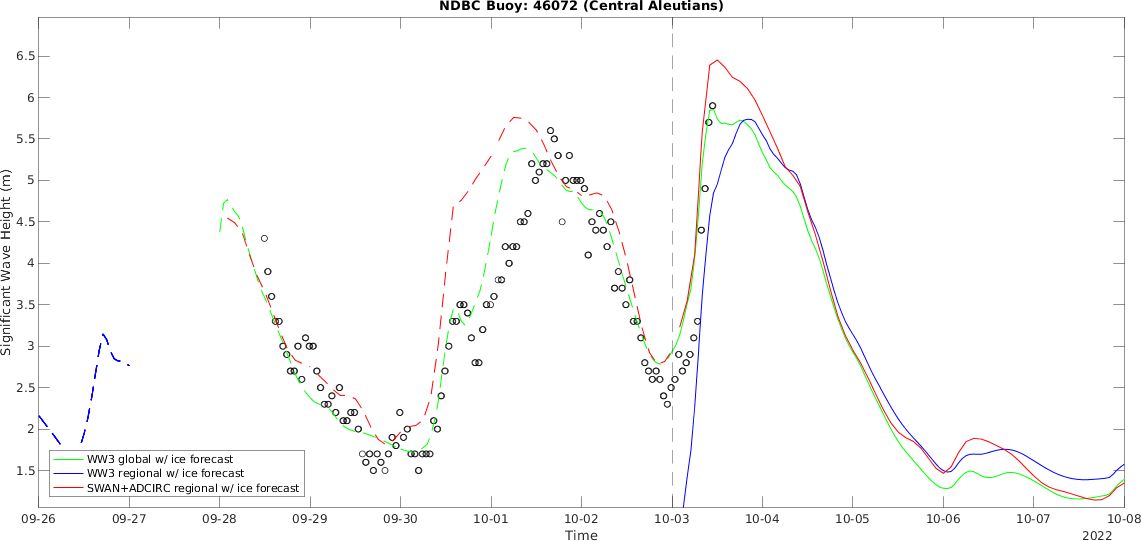 NDBC Buoy: 46072 (Central Aleutians)
Significant Wave Height (m)
6.5
6
5.5
5
4.5
4
3.5
3
2.5
2
1.5
WW3 global w/ ice forecast
WW3 regional w/ ice forecast
SWAN+ADCIRC regional w/ ice forecast
09-26 09-27 09-28 09-29 09-30 10-01 10-02 10-03 10-04 10-05 10-06 10-07 10-08
Time
2022